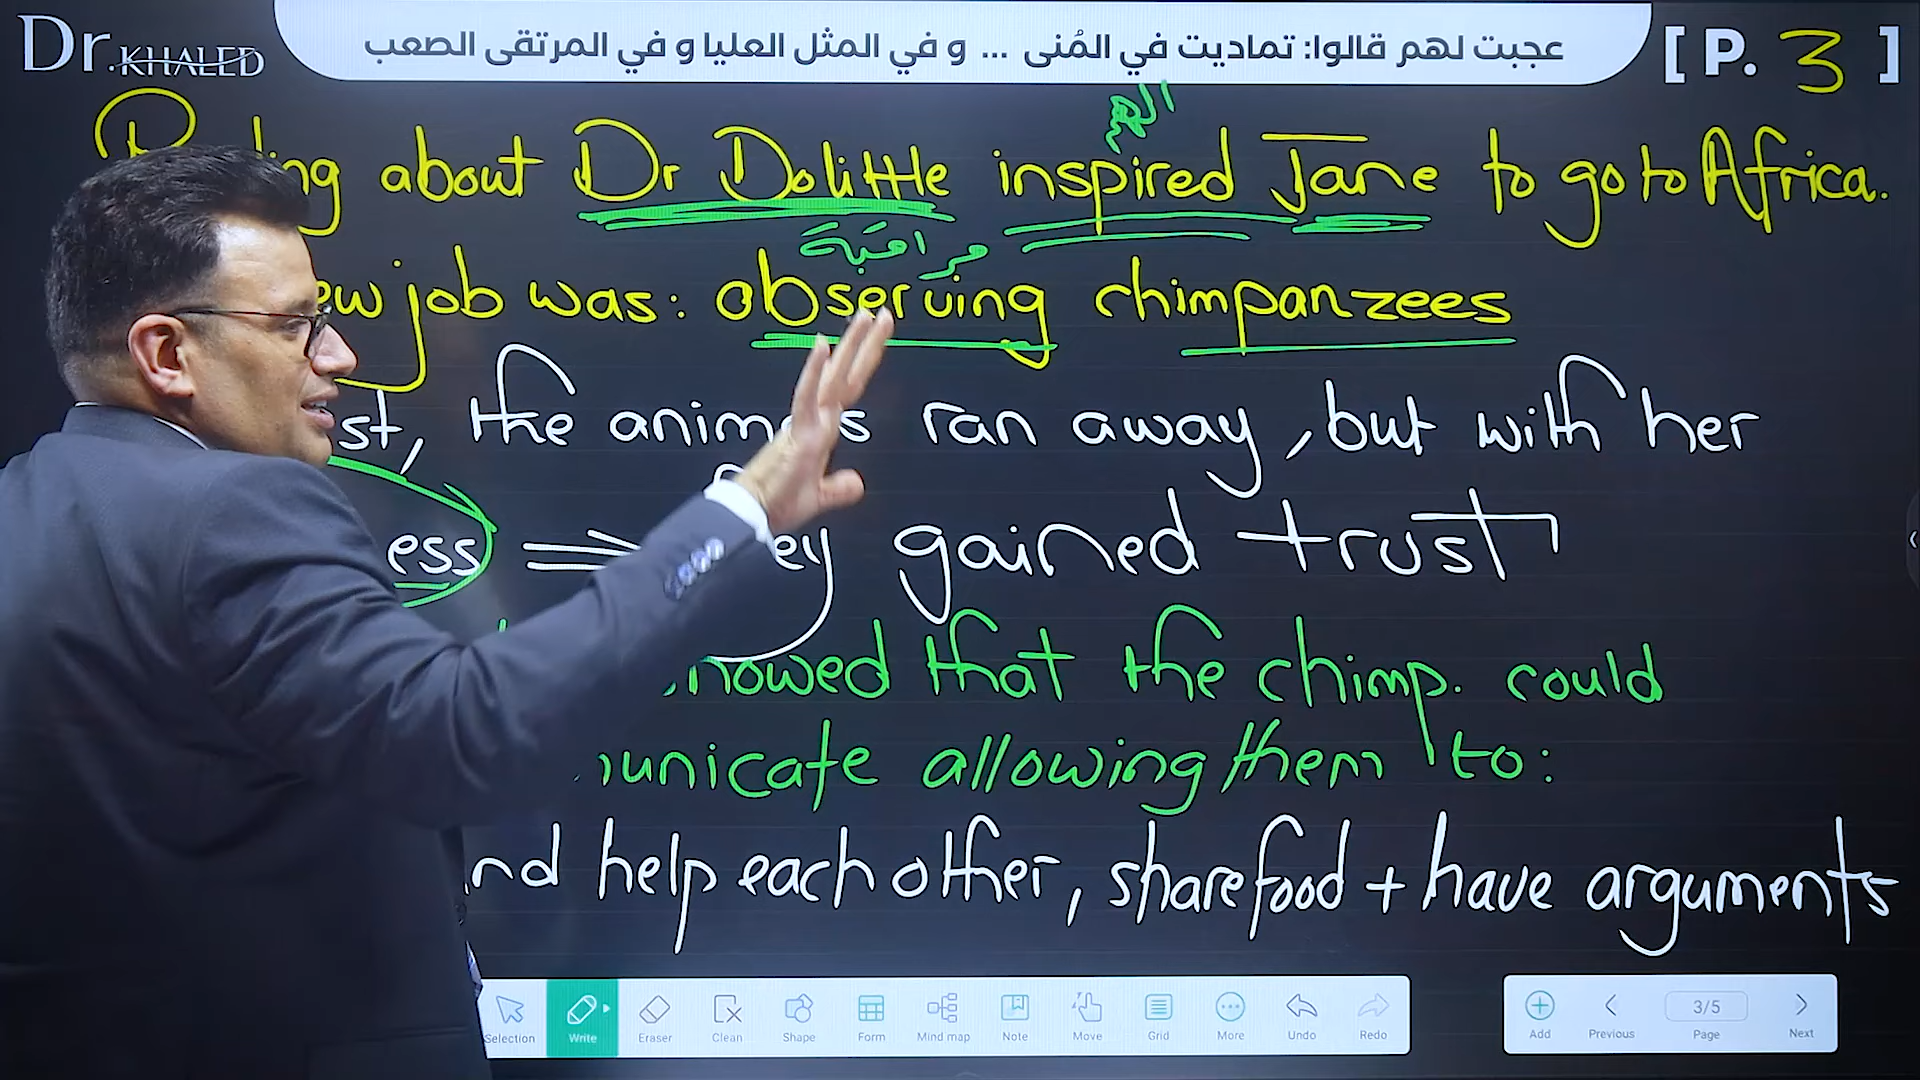 Dr. KHALED
عجبت لهم قالوا: تماديت في المُنى ... و في المثل العليا و في المرتقى الصعب
[ P. 3 ]
about Dr Dolittle inspired Jane to go to Africa.
مراقبة
job was: observing chimpanzees
the animals ran away, but with her
gained trust
that the chimp. could
allowing them to:
help each other, share food + have arguments
Selection Write Eraser Clean Shape Form Mind map Note Move Grid More Undo Redo
Add Previous 3/5 Page Next